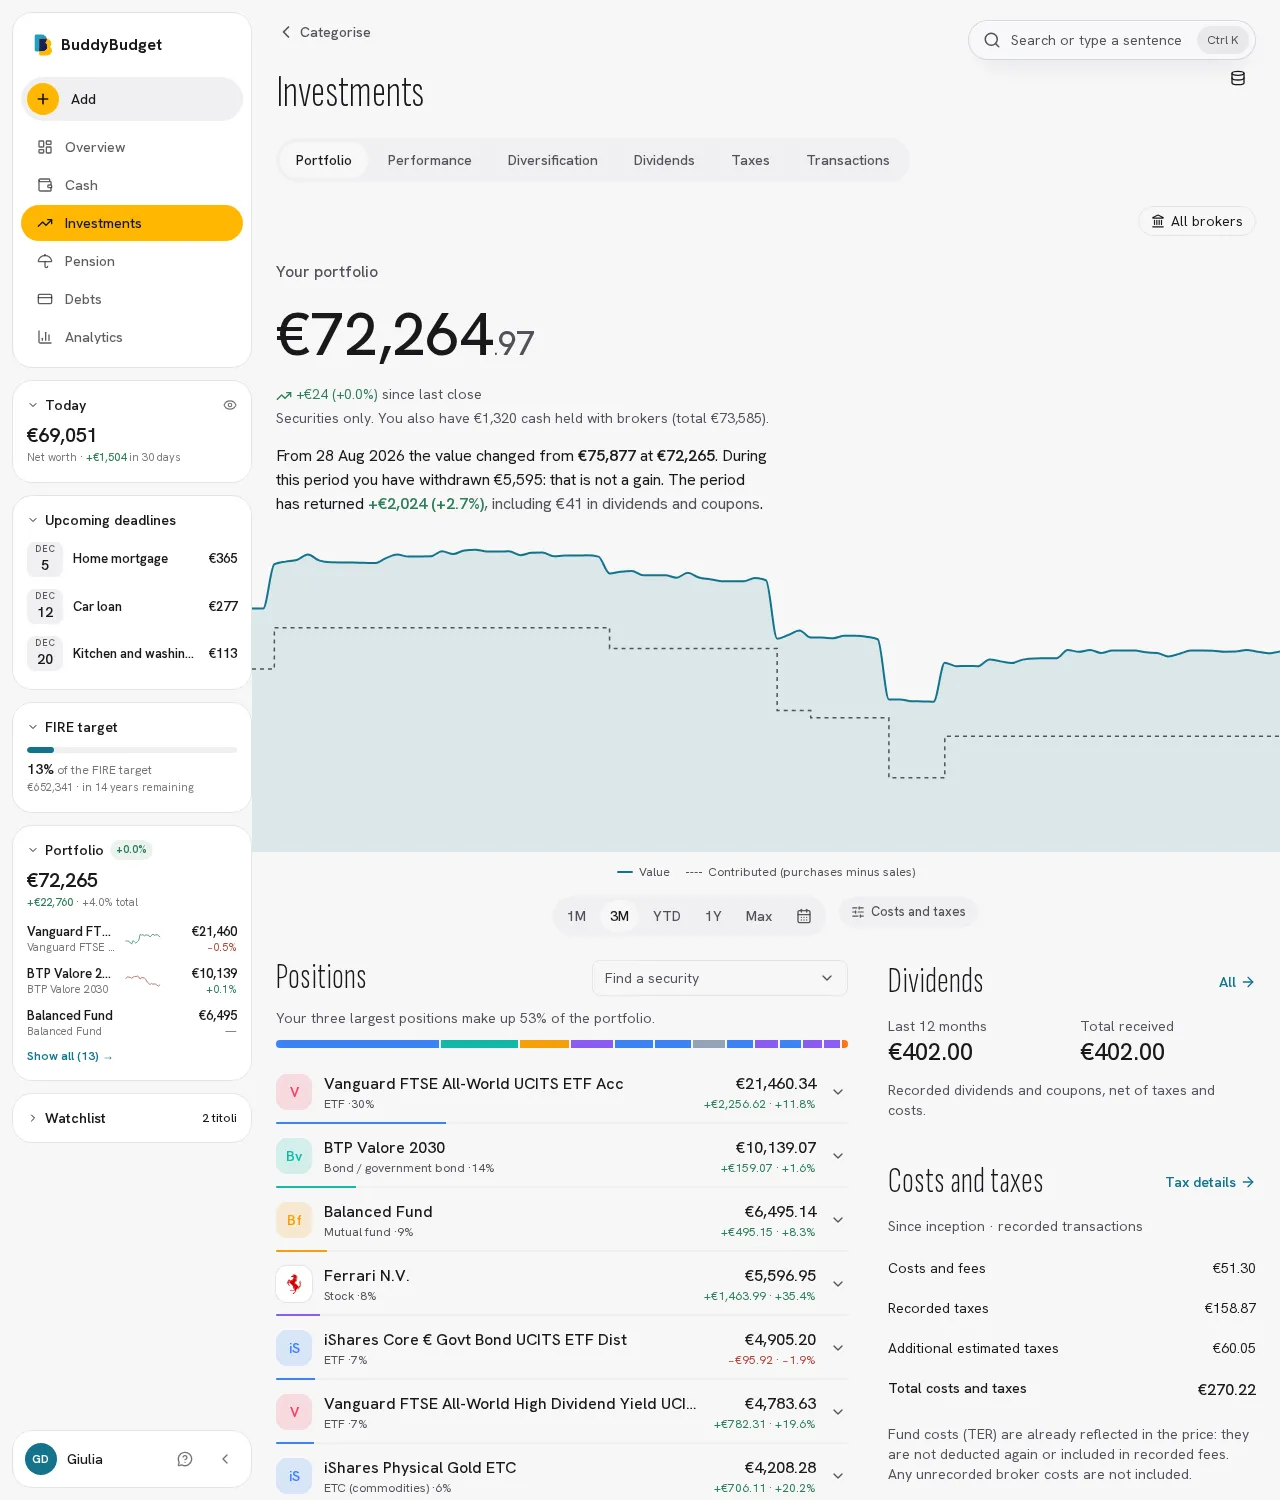 BuddyBudget
Add
Overview
Cash
Investments
Pension
Debts
Analytics
Today
€69,051
Net worth · +€1,504 in 30 days
Upcoming deadlines
DEC
5
Home mortgage
€365
DEC
12
Car loan
€277
DEC
20
Kitchen and washin...
€113
FIRE target
13% of the FIRE target
€652,341 · in 14 years remaining
Portfolio
+0.0%
€72,265
+€22,760 · +4.0% total
Vanguard FT...
€21,460
Vanguard FTSE ...
−0.5%
BTP Valore 2...
€10,139
BTP Valore 2030
+0.1%
Balanced Fund
€6,495
Balanced Fund
—
Show all (13) →
Watchlist
2 titoli
GD
Giulia
Categorise
Search or type a sentence
Ctrl K
Investments
Portfolio
Performance
Diversification
Dividends
Taxes
Transactions
All brokers
Your portfolio
€72,264.97
+€24 (+0.0%) since last close
Securities only. You also have €1,320 cash held with brokers (total €73,585).
From 28 Aug 2026 the value changed from €75,877 at €72,265. During
this period you have withdrawn €5,595: that is not a gain. The period
has returned +€2,024 (+2.7%), including €41 in dividends and coupons.
Value
Contributed (purchases minus sales)
1M
3M
YTD
1Y
Max
Costs and taxes
Positions
Find a security
Your three largest positions make up 53% of the portfolio.
V
Vanguard FTSE All-World UCITS ETF Acc
€21,460.34
ETF ·30%
+€2,256.62 · +11.8%
Bv
BTP Valore 2030
€10,139.07
Bond / government bond ·14%
+€159.07 · +1.6%
Bf
Balanced Fund
€6,495.14
Mutual fund ·9%
+€495.15 · +8.3%
Ferrari N.V.
€5,596.95
Stock ·8%
+€1,463.99 · +35.4%
iS
iShares Core € Govt Bond UCITS ETF Dist
€4,905.20
ETF ·7%
−€95.92 · −1.9%
V
Vanguard FTSE All-World High Dividend Yield UCI...
€4,783.63
ETF ·7%
+€782.31 · +19.6%
iS
iShares Physical Gold ETC
€4,208.28
ETC (commodities) ·6%
+€706.11 · +20.2%
Dividends
All →
Last 12 months
Total received
€402.00
€402.00
Recorded dividends and coupons, net of taxes and
costs.
Costs and taxes
Tax details →
Since inception · recorded transactions
Costs and fees
€51.30
Recorded taxes
€158.87
Additional estimated taxes
€60.05
Total costs and taxes
€270.22
Fund costs (TER) are already reflected in the price: they
are not deducted again or included in recorded fees.
Any unrecorded broker costs are not included.